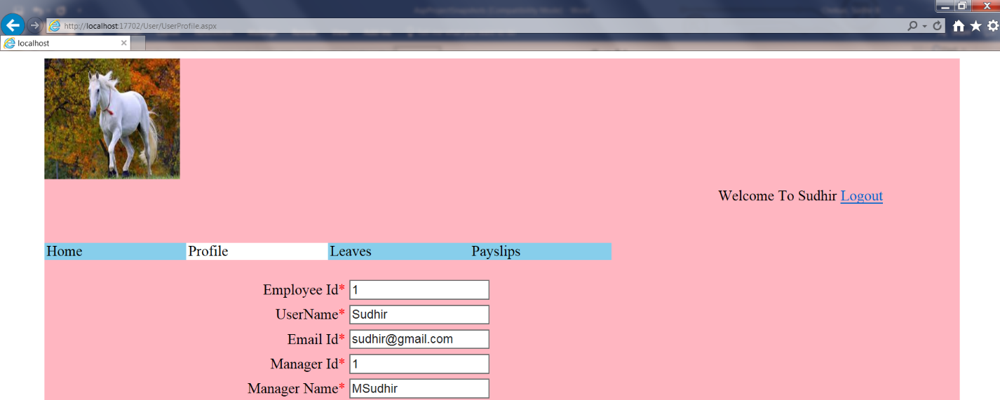 http://localhost:17702/User/UserProfile.aspx
localhost
Welcome To Sudhir Logout
Home Profile Leaves Payslips
Employee Id* 1
UserName* Sudhir
Email Id* sudhir@gmail.com
Manager Id* 1
Manager Name* MSudhir